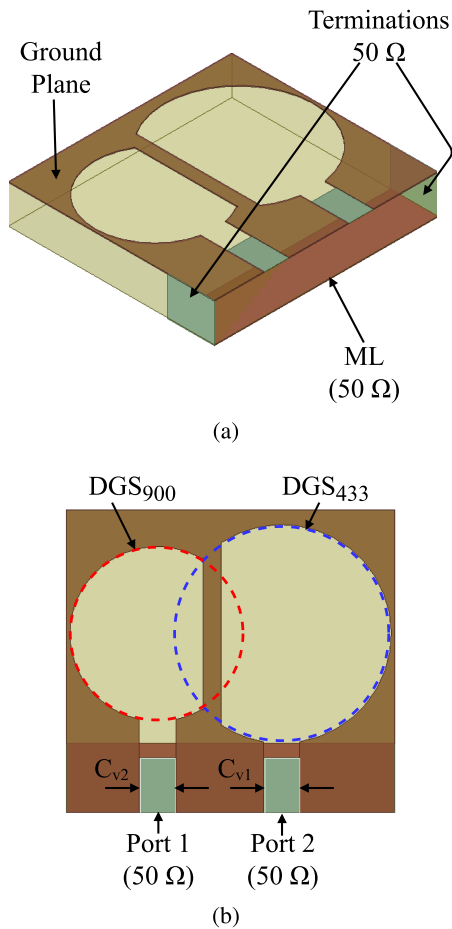 Ground
Plane
Terminations
50 Ω
ML
(50 Ω)
(a)
DGS900
DGS433
Cv2
Cv1
Port 1
(50 Ω)
Port 2
(50 Ω)
(b)